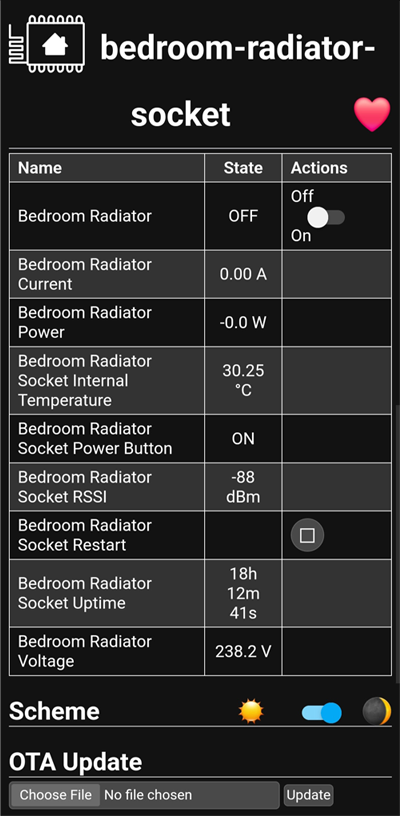 bedroom-radiator-
socket
Name State Actions
Bedroom Radiator OFF Off
On
Bedroom Radiator
Current 0.00 A
Bedroom Radiator
Power -0.0 W
Bedroom Radiator
Socket Internal
Temperature 30.25
°C
Bedroom Radiator
Socket Power Button ON
Bedroom Radiator
Socket RSSI -88
dBm
Bedroom Radiator
Socket Restart
Bedroom Radiator
Socket Uptime 18h
12m
41s
Bedroom Radiator
Voltage 238.2 V
Scheme
OTA Update
Choose File No file chosen Update